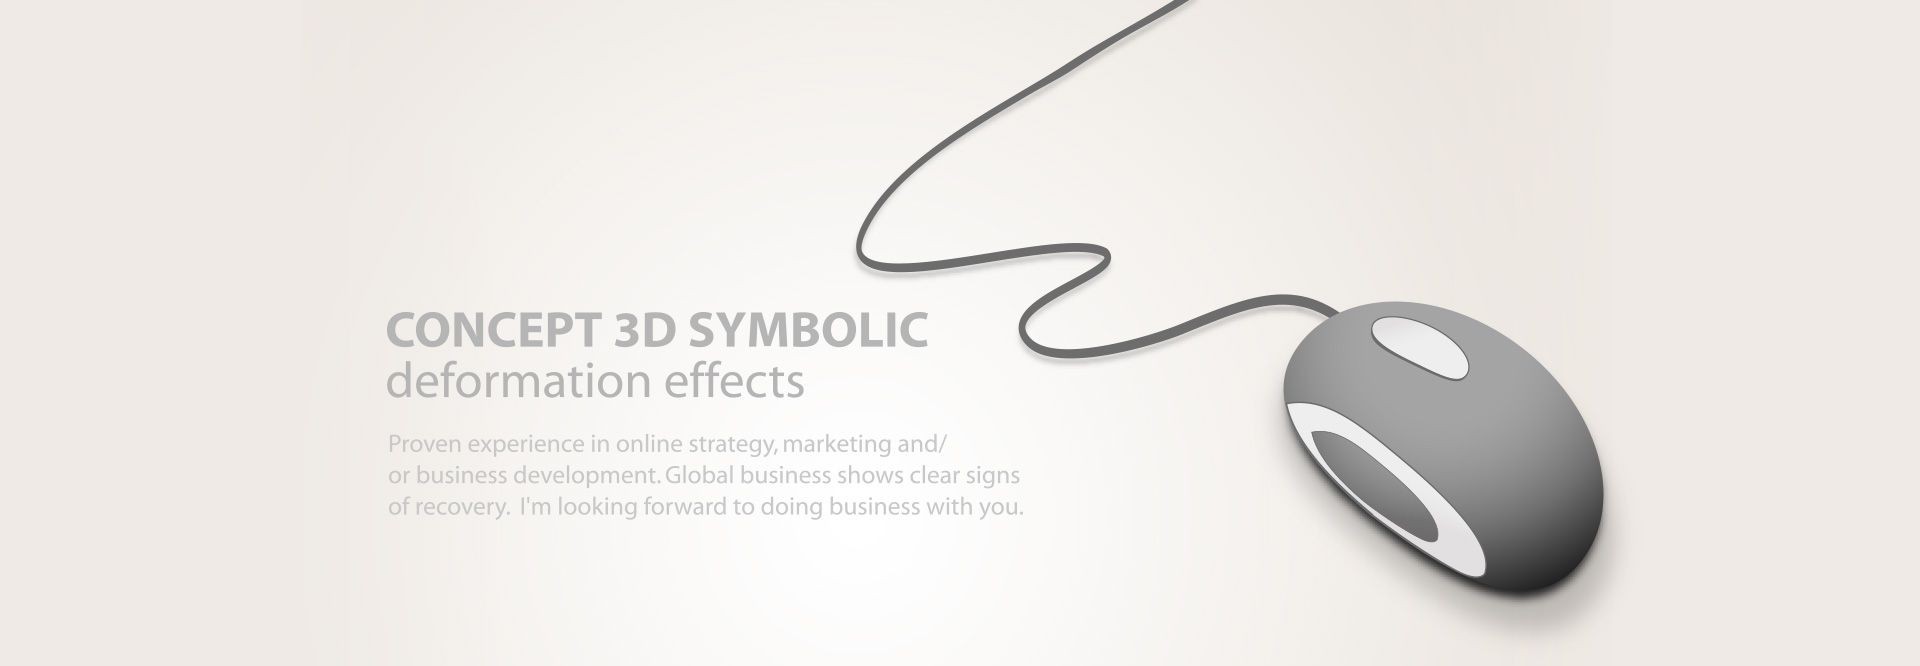 CONCEPT 3D SYMBOLIC
deformation effects
Proven experience in online strategy, marketing and/
or business development. Global business shows clear signs
of recovery.  I'm looking forward to doing business with you.